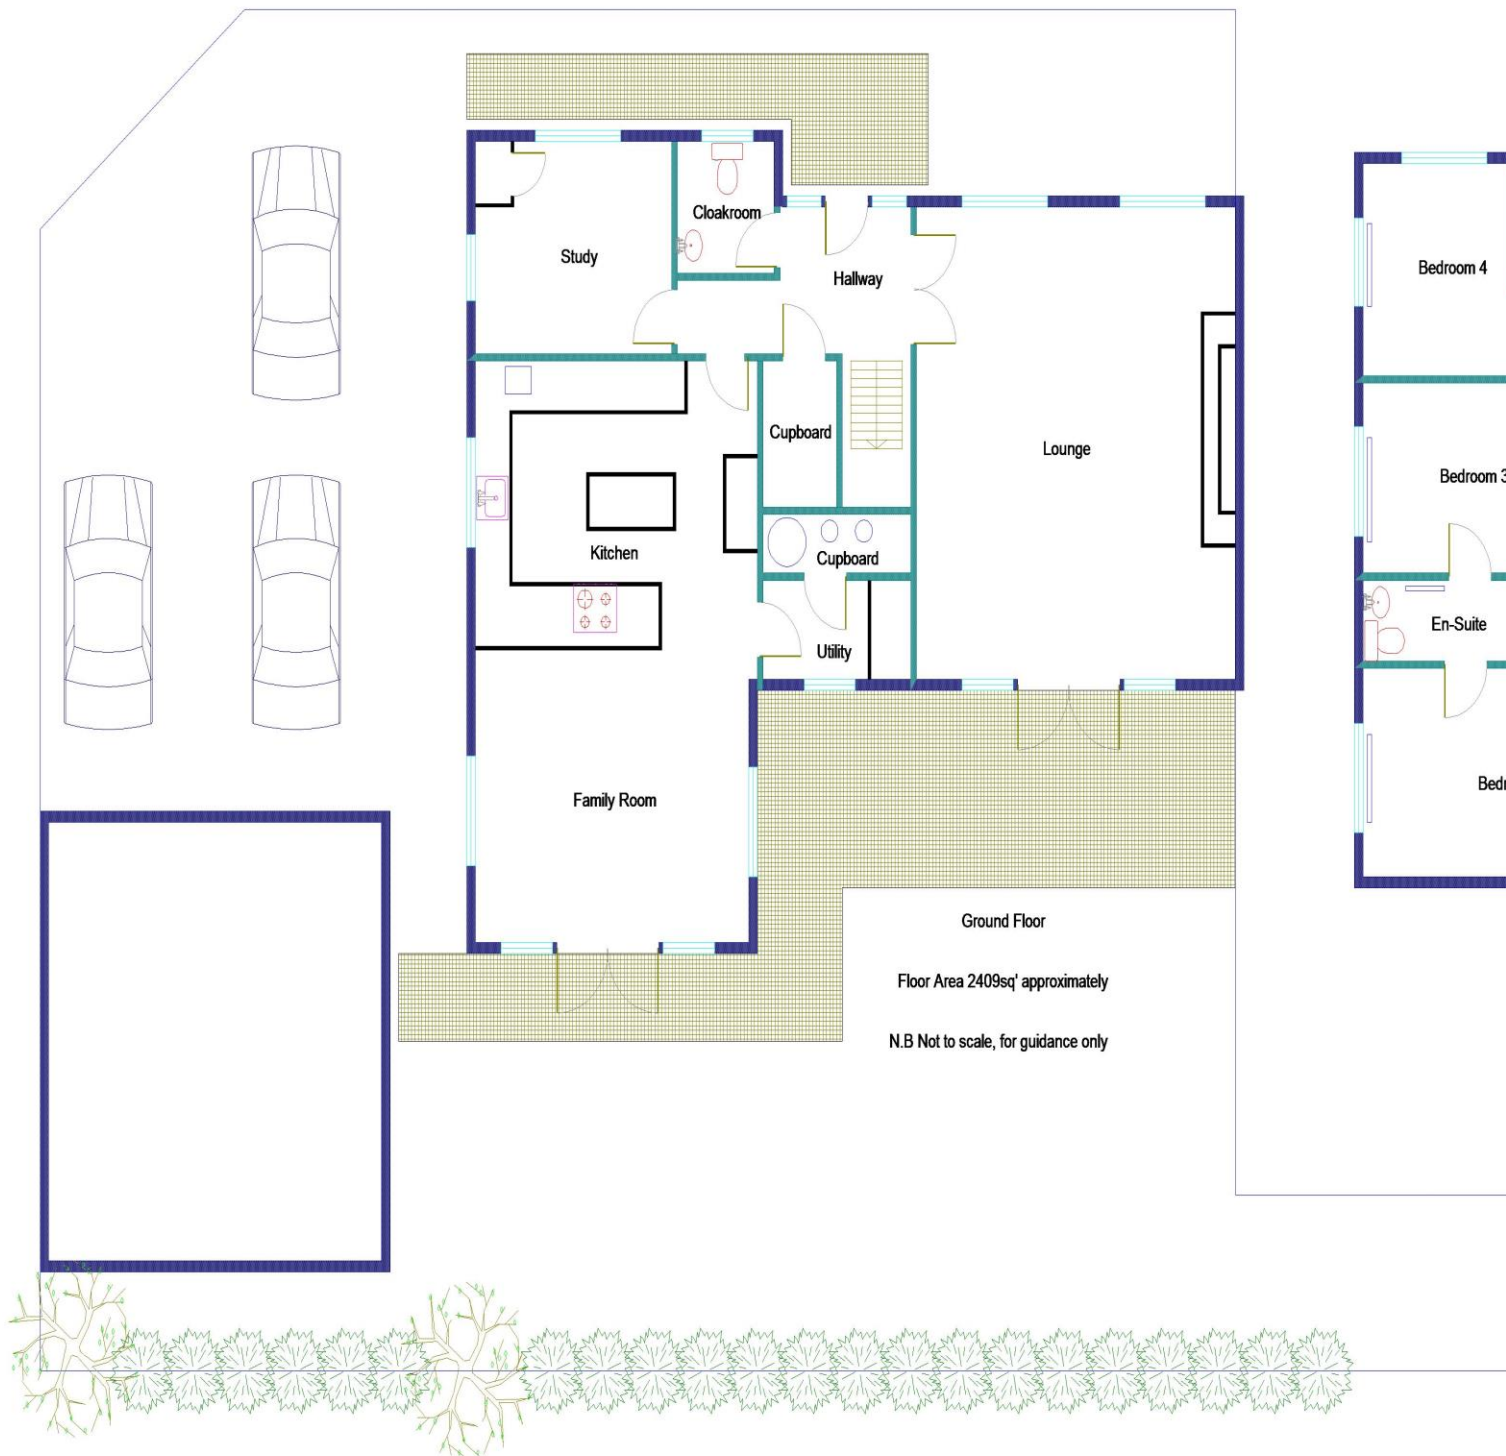 Cloakroom
Study
Hallway
Bedroom 4
Cupboard
Lounge
Bedroom 3
Kitchen
Cupboard
En-Suite
Utility
Family Room
Bedr
Ground Floor
Floor Area 2409sq' approximately
N.B Not to scale, for guidance only